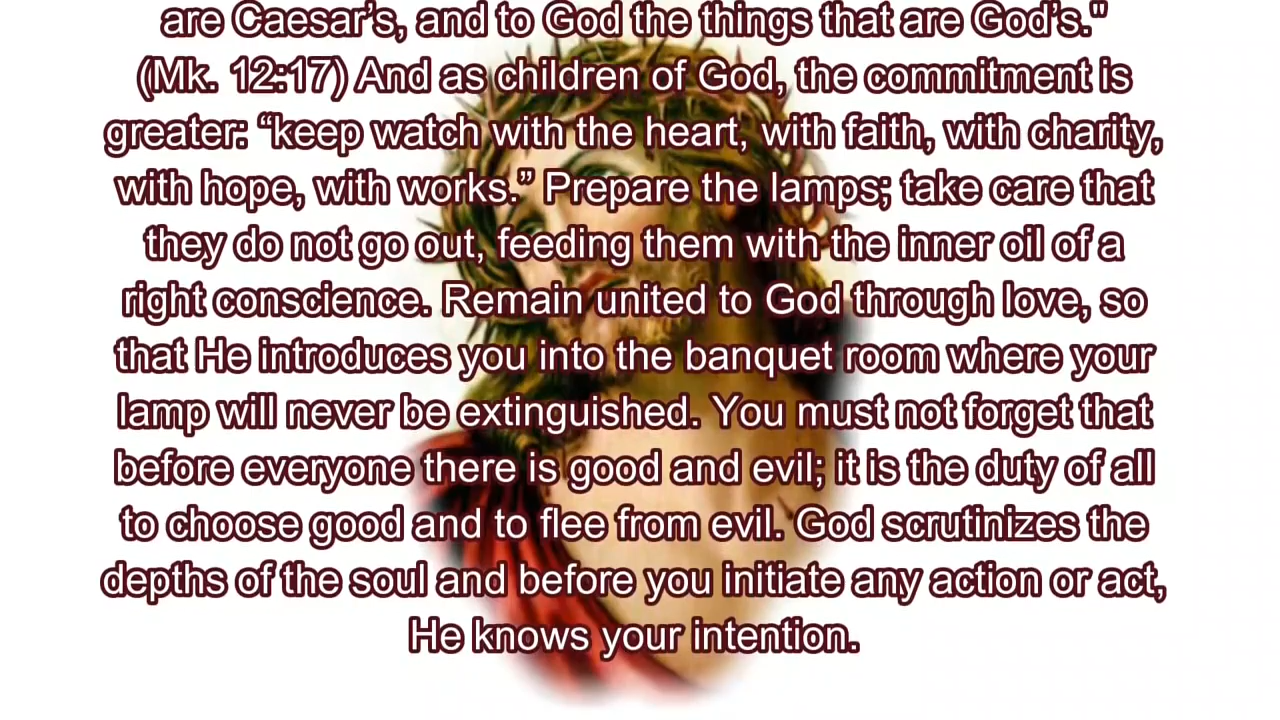 are Caesar’s, and to God the things that are God’s."
(Mk. 12:17) And as children of God, the commitment is
greater: “keep watch with the heart, with faith, with charity,
with hope, with works.” Prepare the lamps; take care that
they do not go out, feeding them with the inner oil of a
right conscience. Remain united to God through love, so
that He introduces you into the banquet room where your
lamp will never be extinguished. You must not forget that
before everyone there is good and evil; it is the duty of all
to choose good and to flee from evil. God scrutinizes the
depths of the soul and before you initiate any action or act,
He knows your intention.